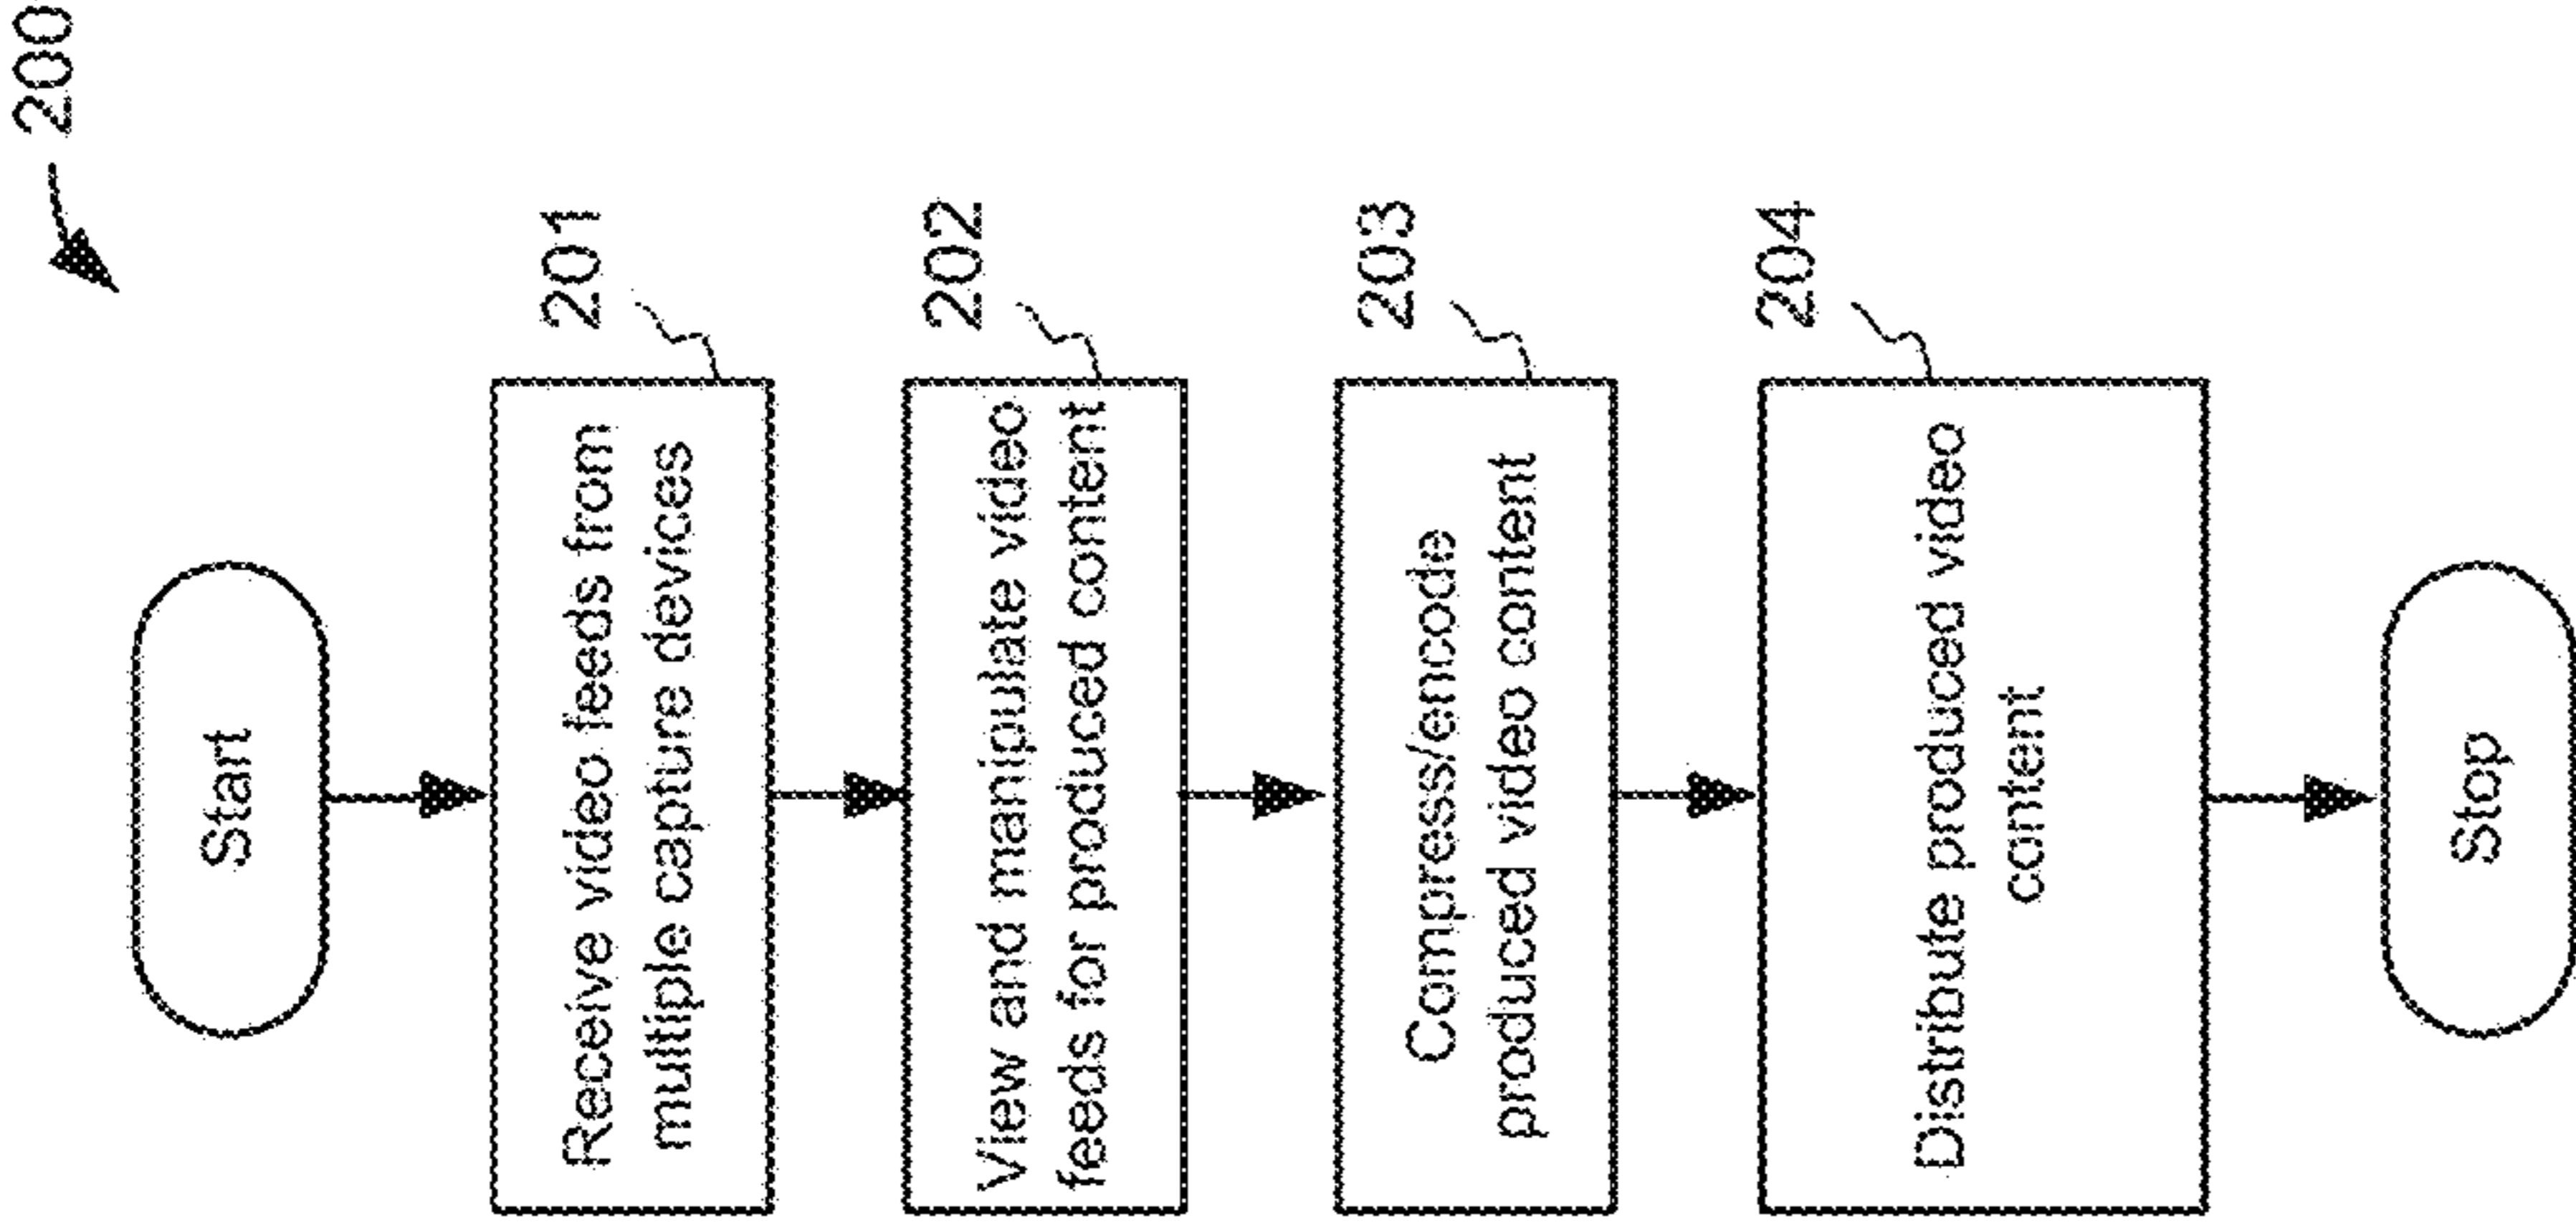 200
Start
Receive video feeds from
multiple capture devices
201
View and manipulate video
feeds for produced content
202
Compress/encode
produced video content
203
Distribute produced video
content
204
Stop